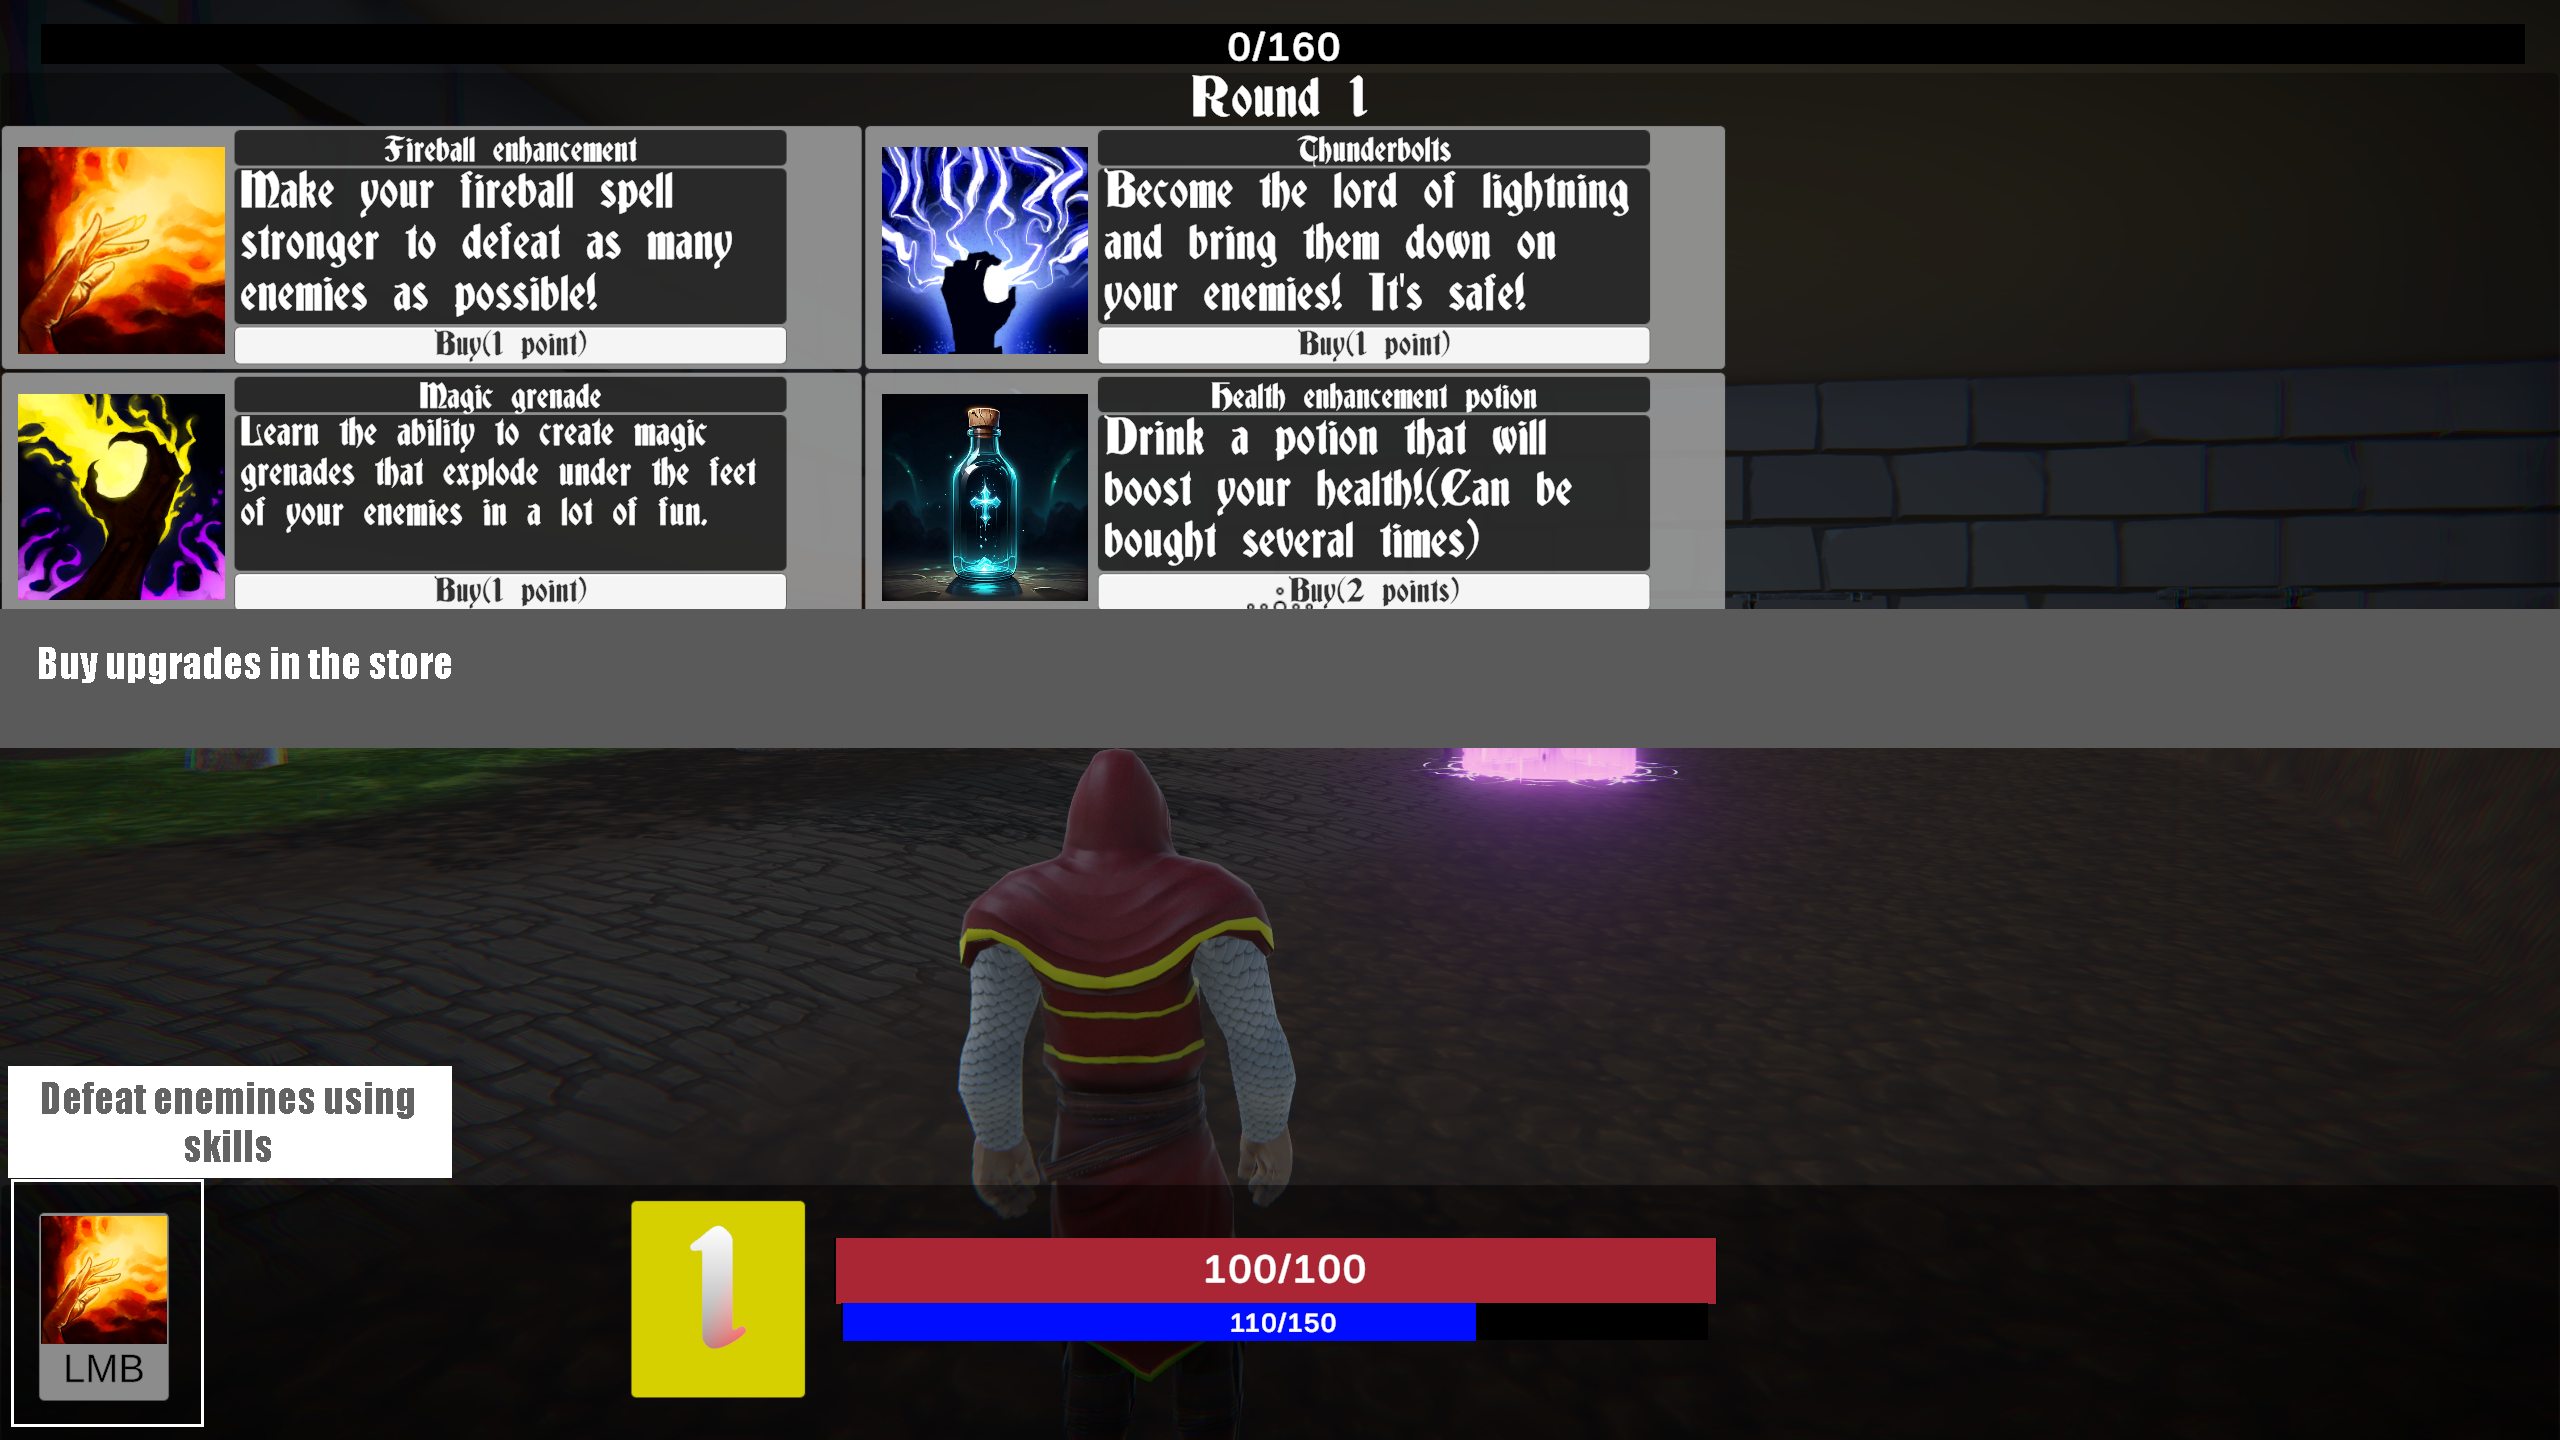 0/160
Round 1
Fireball enhancement
Make your fireball spell
stronger to defeat as many
enemies as possible!
Buy(1 point)
Thunderbolts
Become the lord of lightning
and bring them down on
your enemies! It's safe!
Buy(1 point)
Magic grenade
Learn the ability to create magic
grenades that explode under the feet
of your enemies in a lot of fun.
Buy(1 point)
Health enhancement potion
Drink a potion that will
boost your health!(Can be
bought several times)
Buy(2 points)
Buy upgrades in the store
Defeat enemines using
skills
LMB
1
100/100
110/150